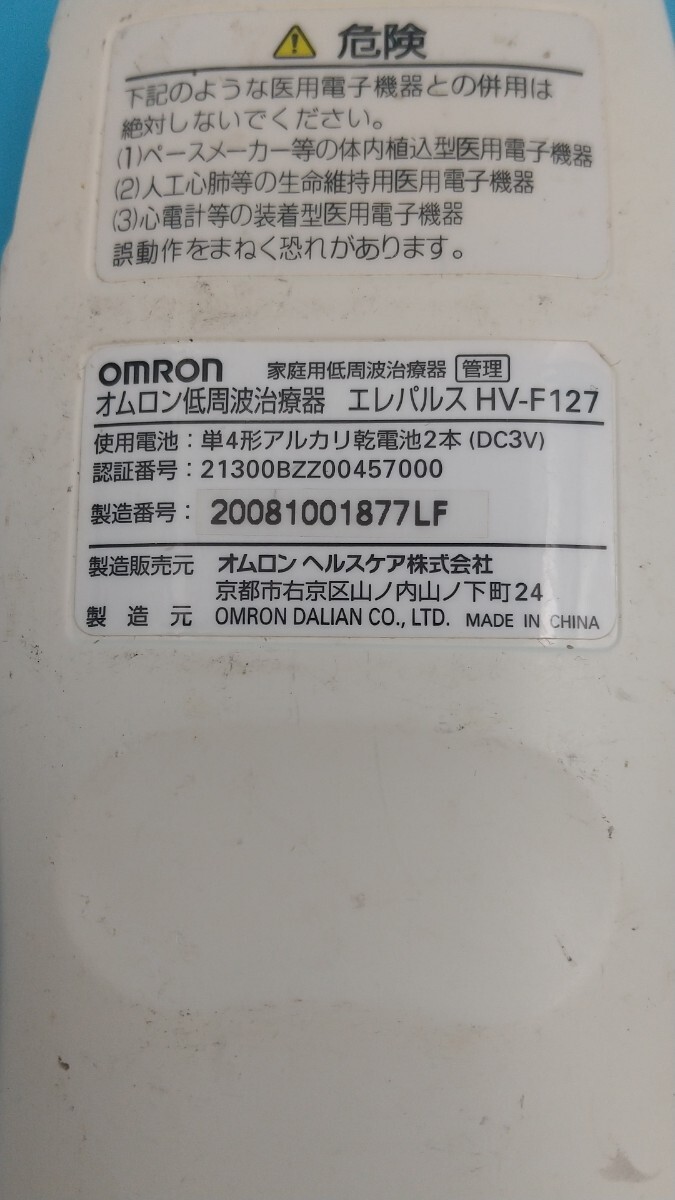 危険
下記のような医用電子機器との併用は
絶対しないでください。
(1)ペースメーカー等の体内植込型医用電子機器
(2)人工心肺等の生命維持用医用電子機器
(3)心電計等の装着型医用電子機器
誤動作をまねく恐れがあります。
OMRON 家庭用低周波治療器 管理
オムロン低周波治療器 エレパルス HV-F127
使用電池：単4形アルカリ乾電池2本 (DC3V)
認証番号：21300BZZ00457000
製造番号：20081001877LF
製造販売元 オムロン ヘルスケア株式会社
京都市右京区山ノ内山ノ下町24
製造元 OMRON DALIAN CO., LTD. MADE IN CHINA